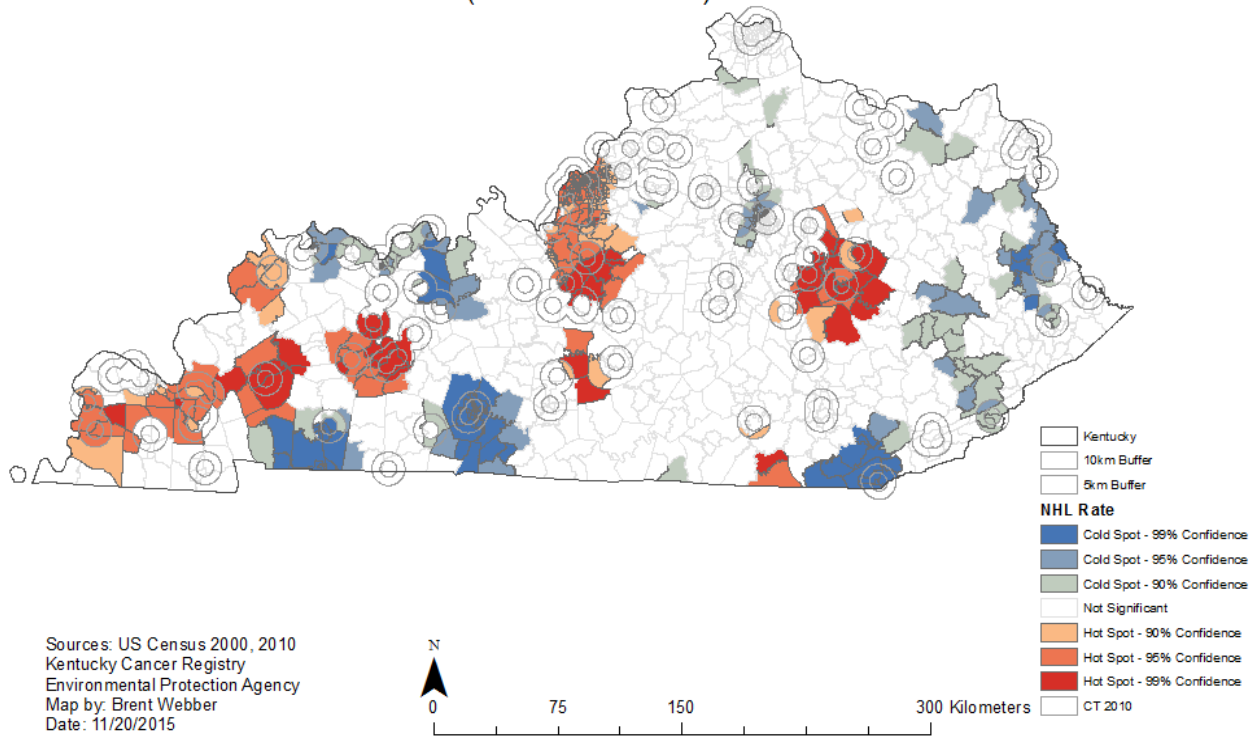 Kentucky
10km Buffer
5km Buffer
NHL Rate
Cold Spot - 99% Confidence
Cold Spot - 95% Confidence
Cold Spot - 90% Confidence
Not Significant
Hot Spot - 90% Confidence
Hot Spot - 95% Confidence
Hot Spot - 99% Confidence
CT 2010
Sources: US Census 2000, 2010
Kentucky Cancer Registry
Environmental Protection Agency
Map by: Brent Webber
Date: 11/20/2015
N
0 75 150 300 Kilometers